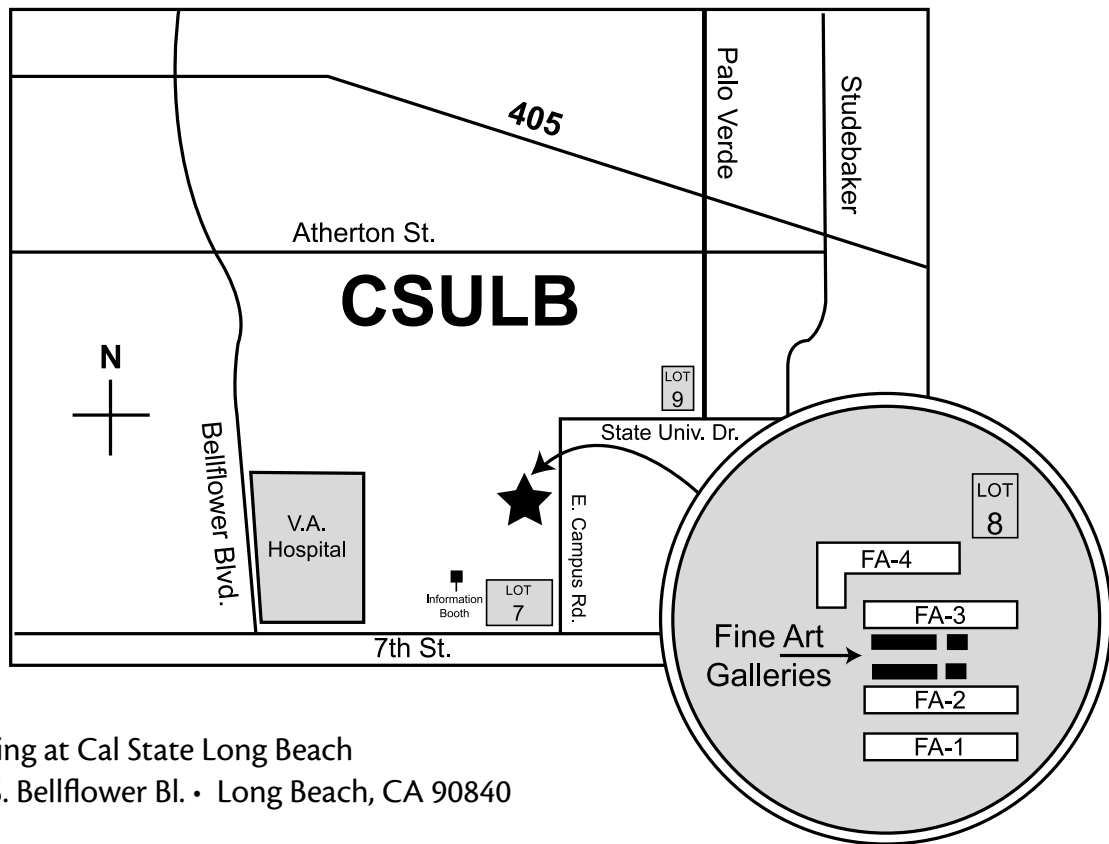 405
Palo Verde
Studebaker
Atherton St.
CSULB
N
LOT
9
State Univ. Dr.
Bellflower Blvd.
V.A.
Hospital
E. Campus Rd.
Information
Booth
LOT
7
7th St.
LOT
8
FA-4
FA-3
Fine Art
Galleries
FA-2
FA-1
at Cal State Long Beach
. Bellflower Bl. • Long Beach, CA 90840